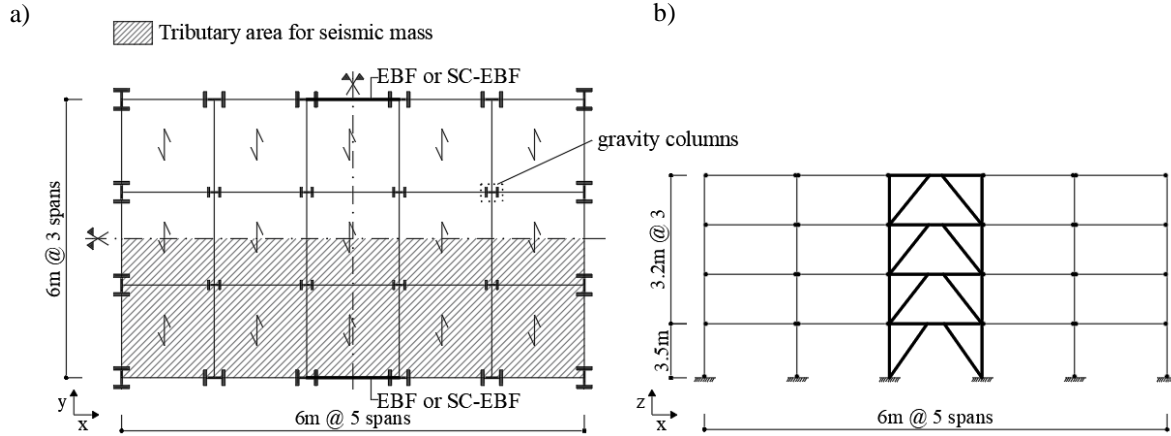 a)
Tributary area for seismic mass
EBF or SC-EBF
gravity columns
6m @ 3 spans
EBF or SC-EBF
y
x
6m @ 5 spans
b)
3.2m @ 3
3.5m
z
x
6m @ 5 spans